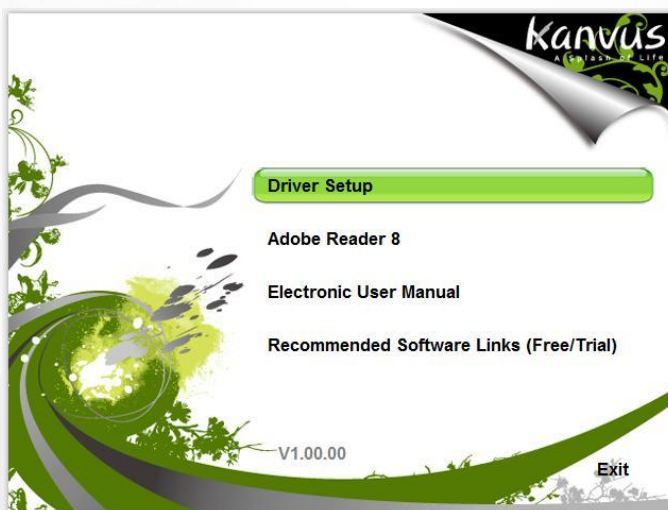 Kanvus
A Splash of Life
Driver Setup
Adobe Reader 8
Electronic User Manual
Recommended Software Links (Free/Trial)
V1.00.00
Exit